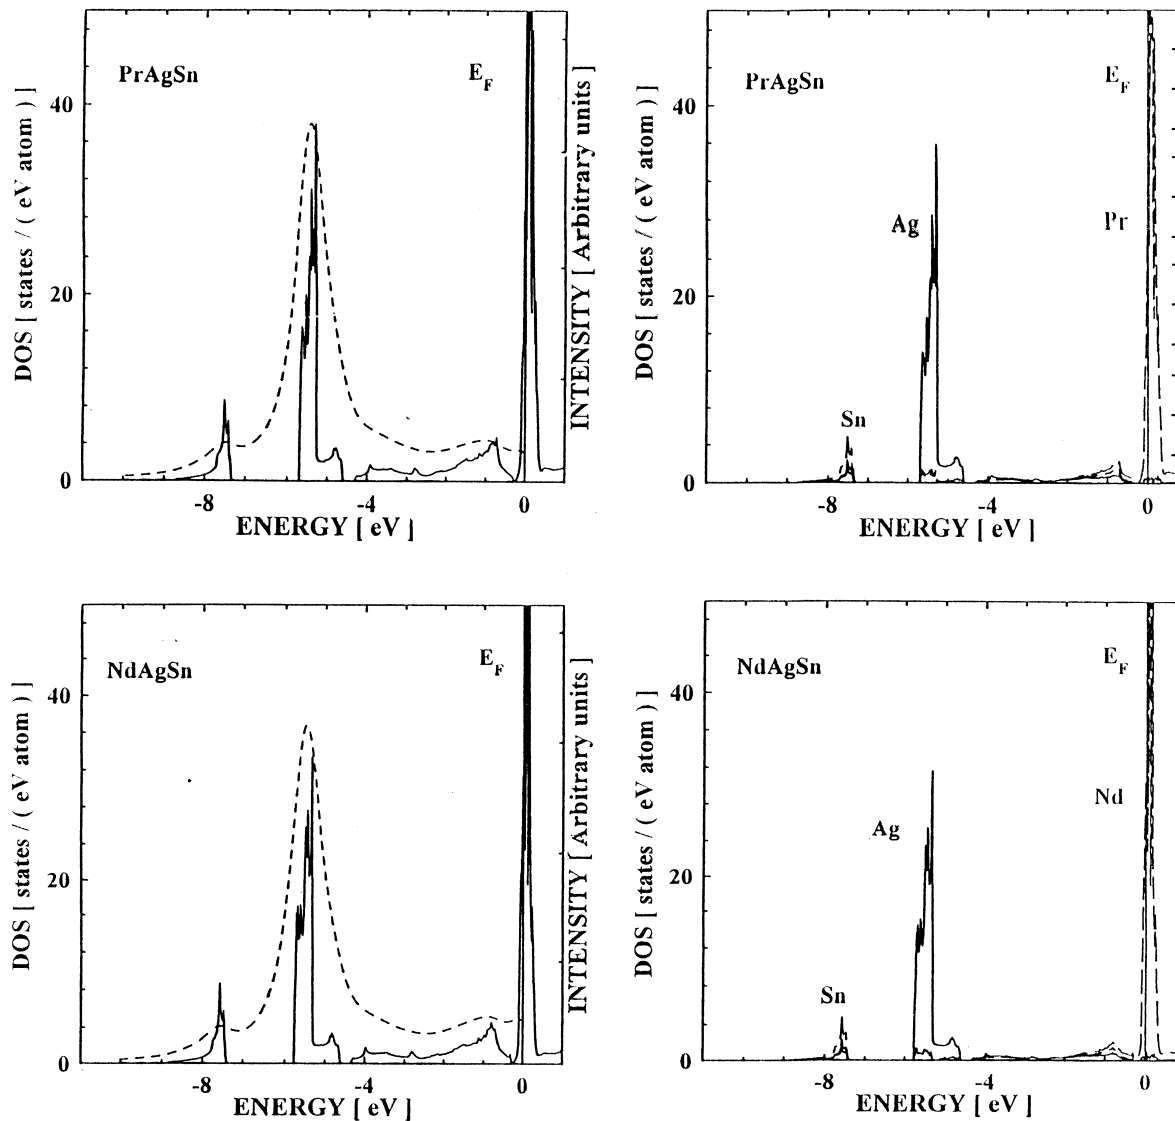 PrAgSn
E_F
DOS [ states / ( eV atom ) ]
40
20
0
-8
-4
0
ENERGY [ eV ]
INTENSITY [ Arbitrary units ]
PrAgSn
E_F
DOS [ states / ( eV atom ) ]
40
20
0
Ag
Pr
Sn
-8
-4
0
ENERGY [ eV ]
NdAgSn
E_F
DOS [ states / ( eV atom ) ]
40
20
0
-8
-4
0
ENERGY [ eV ]
INTENSITY [ Arbitrary units ]
NdAgSn
E_F
DOS [ states / ( eV atom ) ]
40
20
0
Nd
Ag
Sn
-8
-4
0
ENERGY [ eV ]